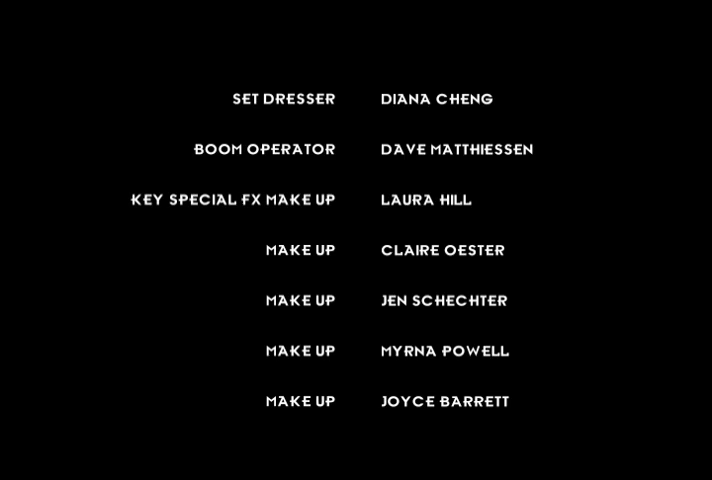 SET DRESSER DIANA CHENG
BOOM OPERATOR DAVE MATTHIESSEN
KEY SPECIAL FX MAKE UP LAURA HILL
MAKE UP CLAIRE OESTER
MAKE UP JEN SCHECHTER
MAKE UP MYRNA POWELL
MAKE UP JOYCE BARRETT